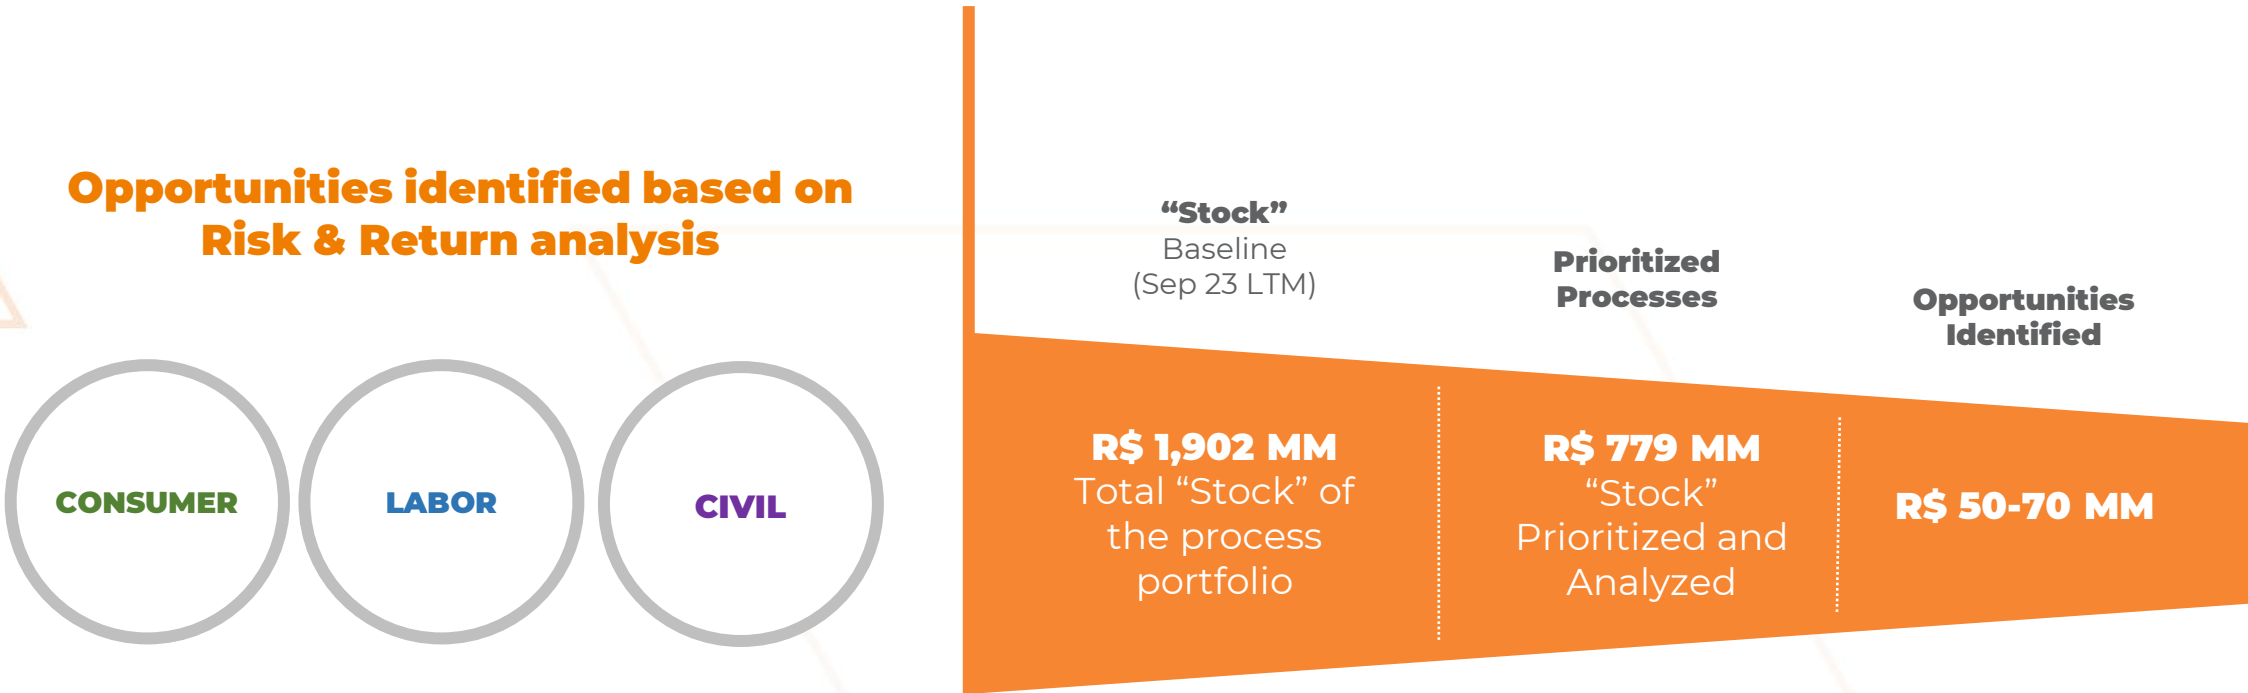 Opportunities identified based on
Risk & Return analysis
CONSUMER
LABOR
CIVIL
“Stock”
Baseline
(Sep 23 LTM)
Prioritized
Processes
Opportunities
Identified
R$ 1,902 MM
Total “Stock” of
the process
portfolio
R$ 779 MM
“Stock”
Prioritized and
Analyzed
R$ 50-70 MM